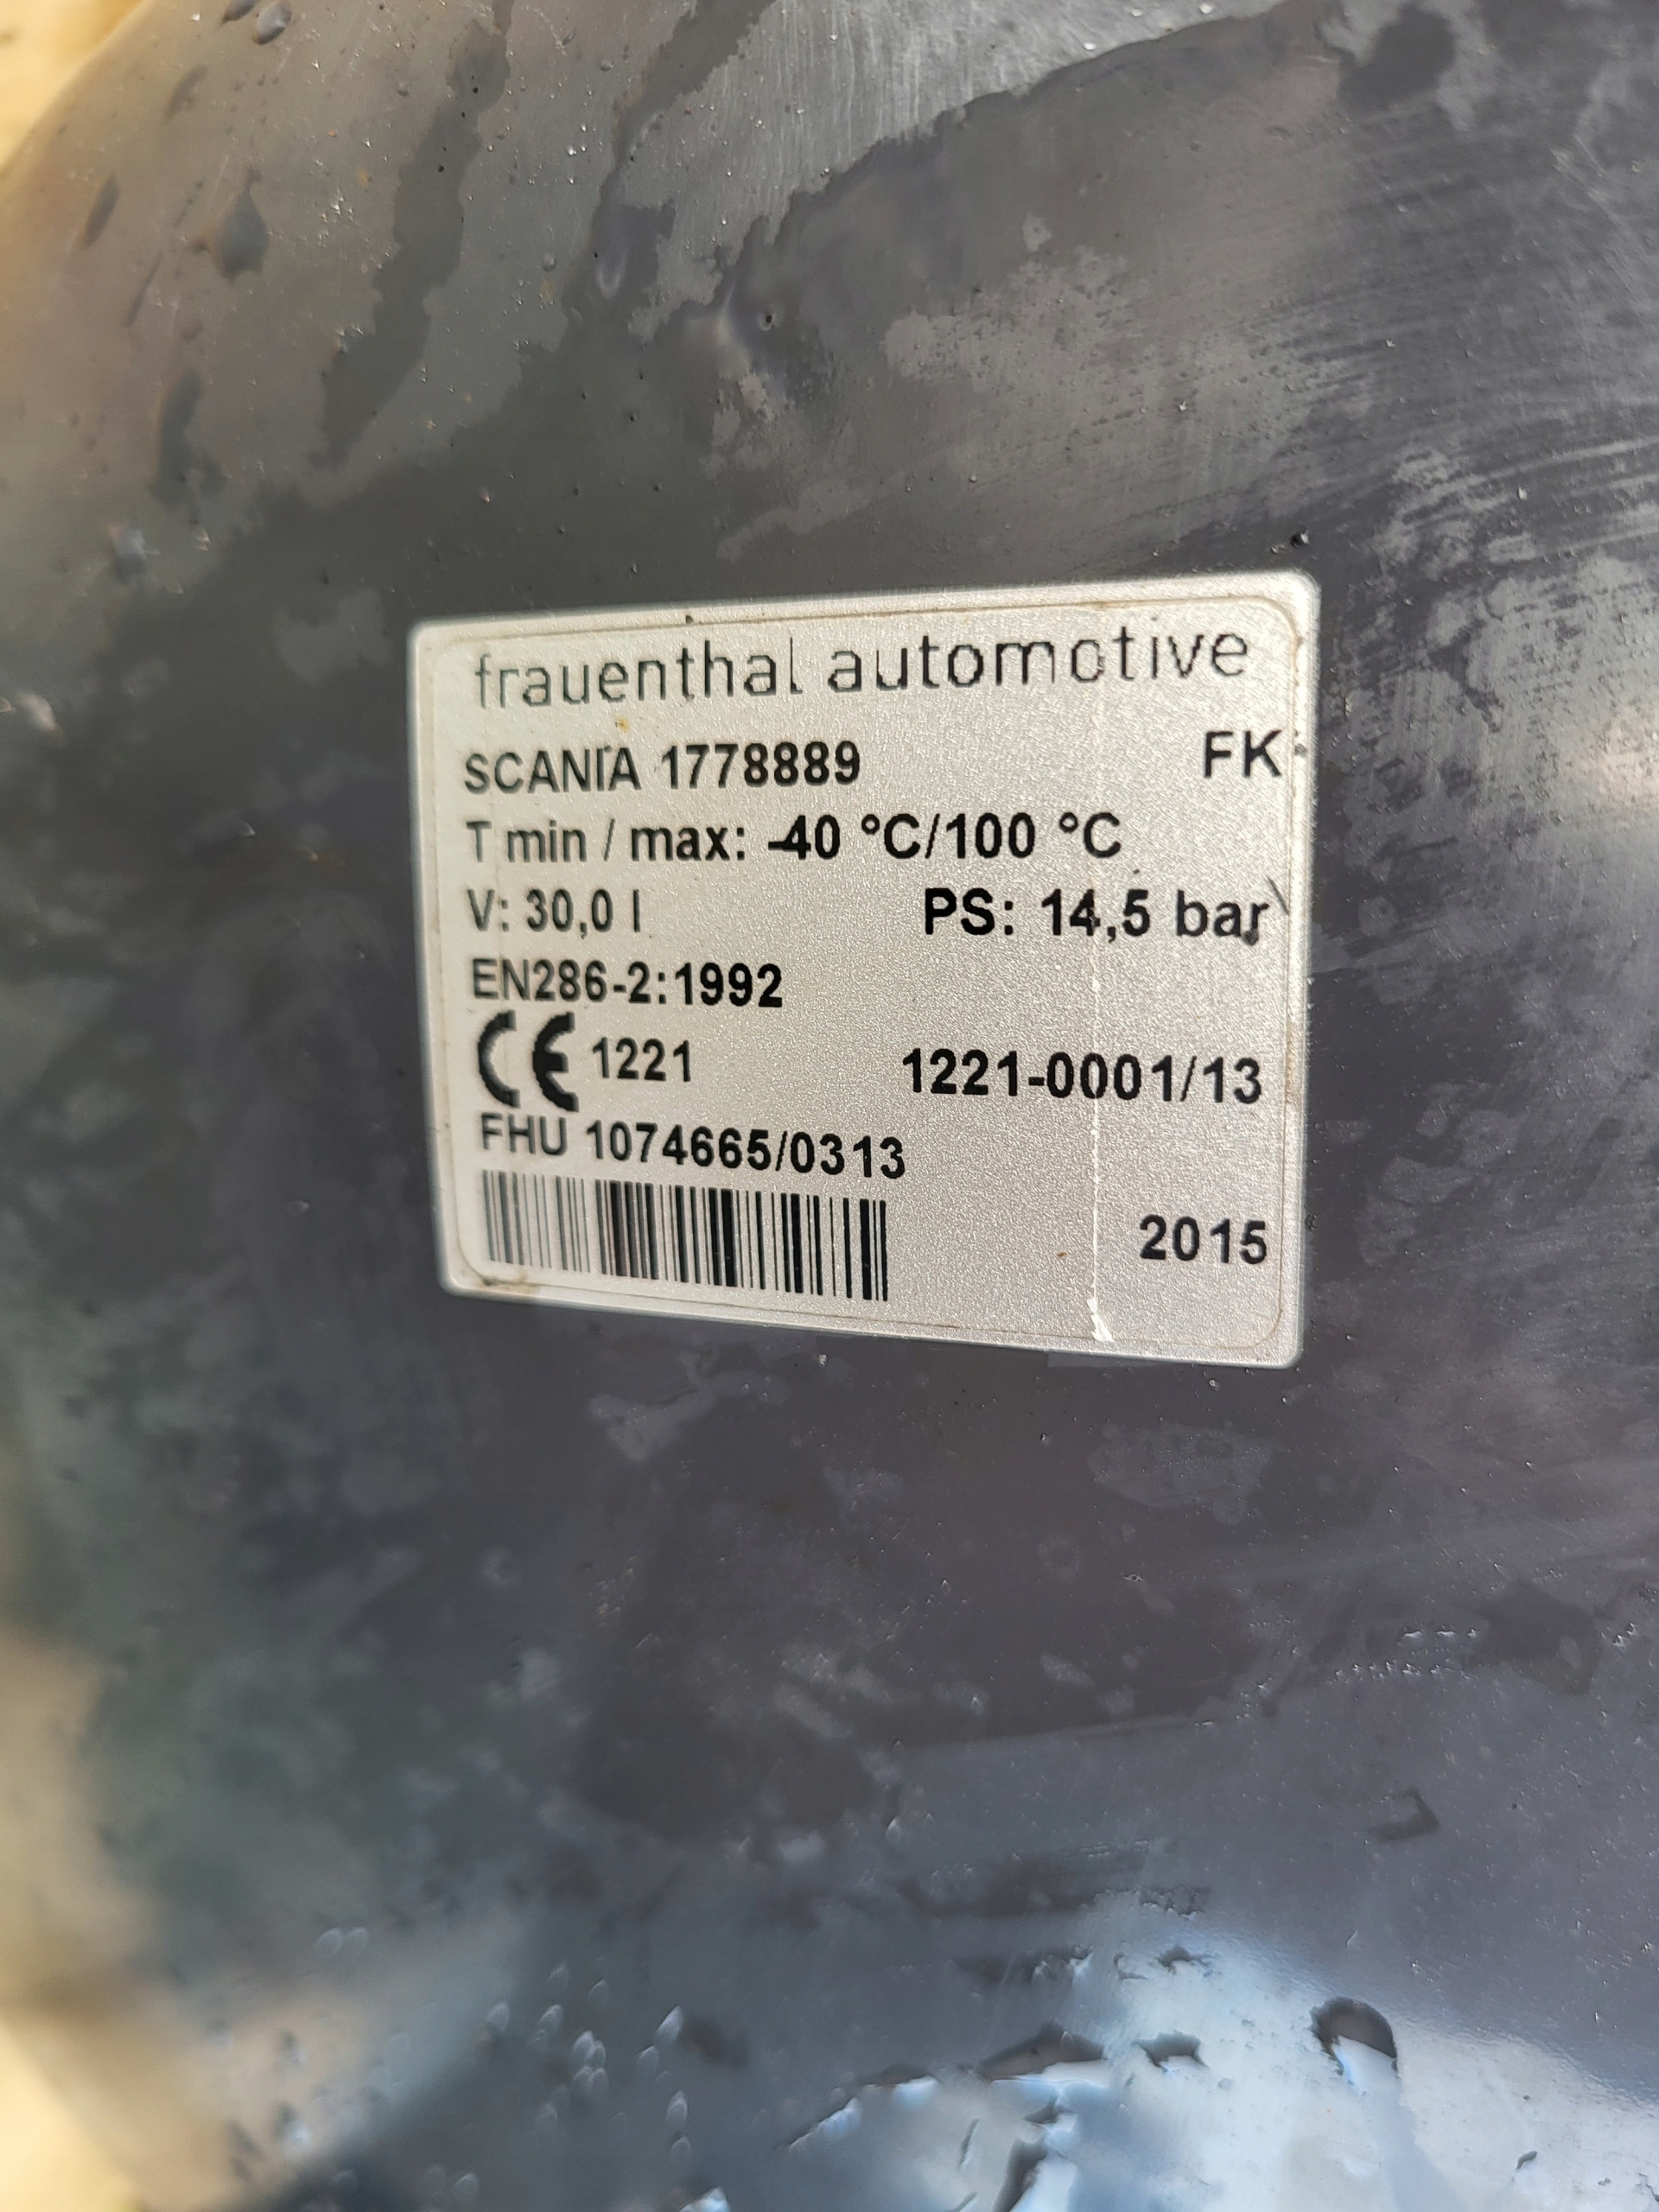 frauenthal automotive
SCANIA 1778889 FK
T min / max: -40 °C/100 °C
V: 30,0 l PS: 14,5 bar
EN286-2:1992
CE 1221 1221-0001/13
FHU 1074665/0313
2015